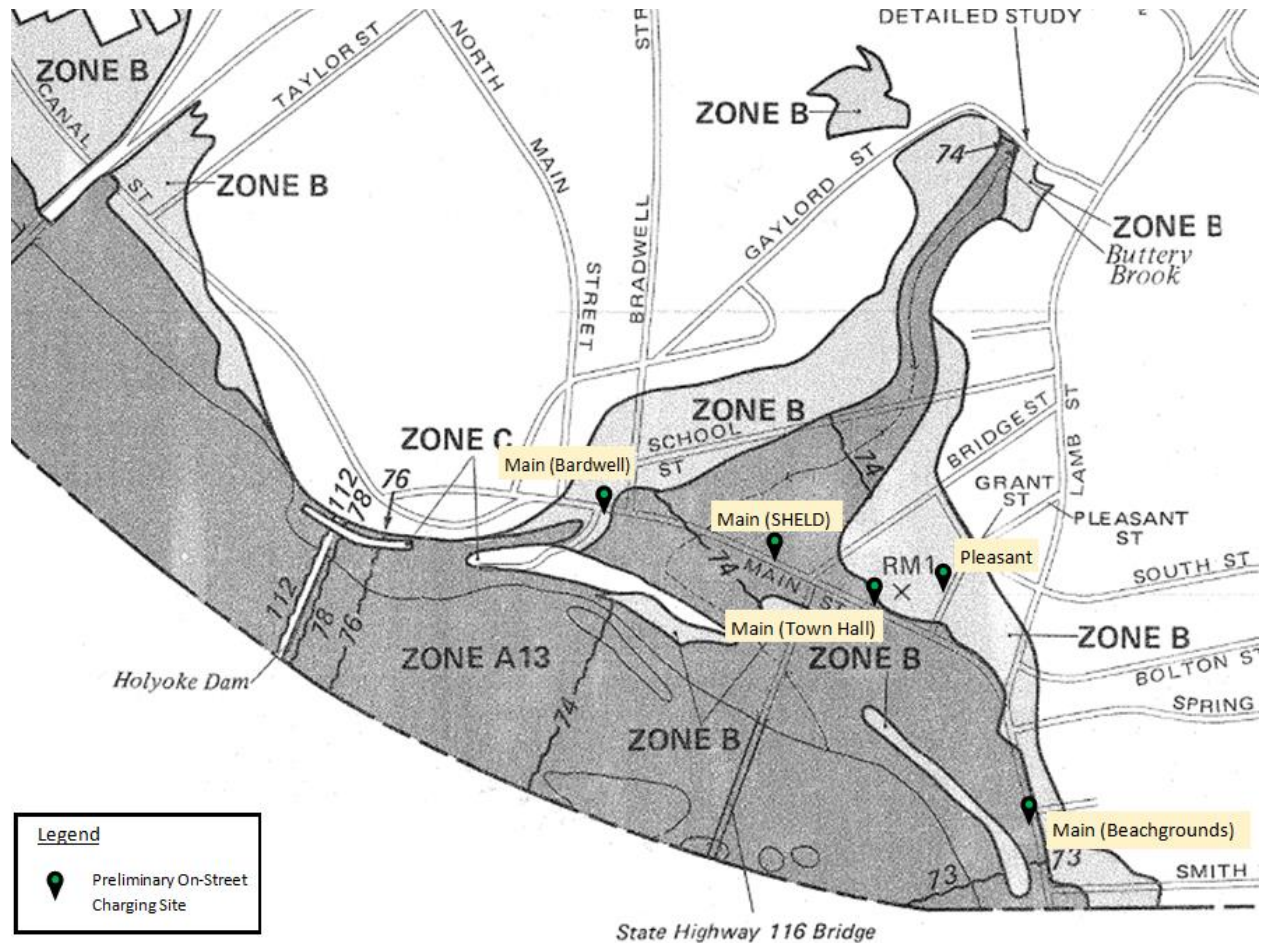 DETAILED STUDY
ZONE B
CANAL
ST
TAYLOR ST
ZONE B
NORTH
MAIN
STREET
STR
BRADWELL
ZONE B
GAYLORD ST
74
ZONE B
Buttery
Brook
ZONE B
SCHOOL
ST
ZONE C
Main (Bardwell)
112
78
76
74
BRIDGE ST
LAMB ST
GRANT
ST
PLEASANT
ST
SOUTH ST
Main (SHELD)
74
MAIN ST
RM1
Pleasant
Main (Town Hall)
ZONE B
ZONE B
BOLTON ST
SPRING
112
78
76
Holyoke Dam
ZONE A13
74
ZONE B
Main (Beachgrounds)
73
73
SMITH
State Highway 116 Bridge
Legend
Preliminary On-Street
Charging Site